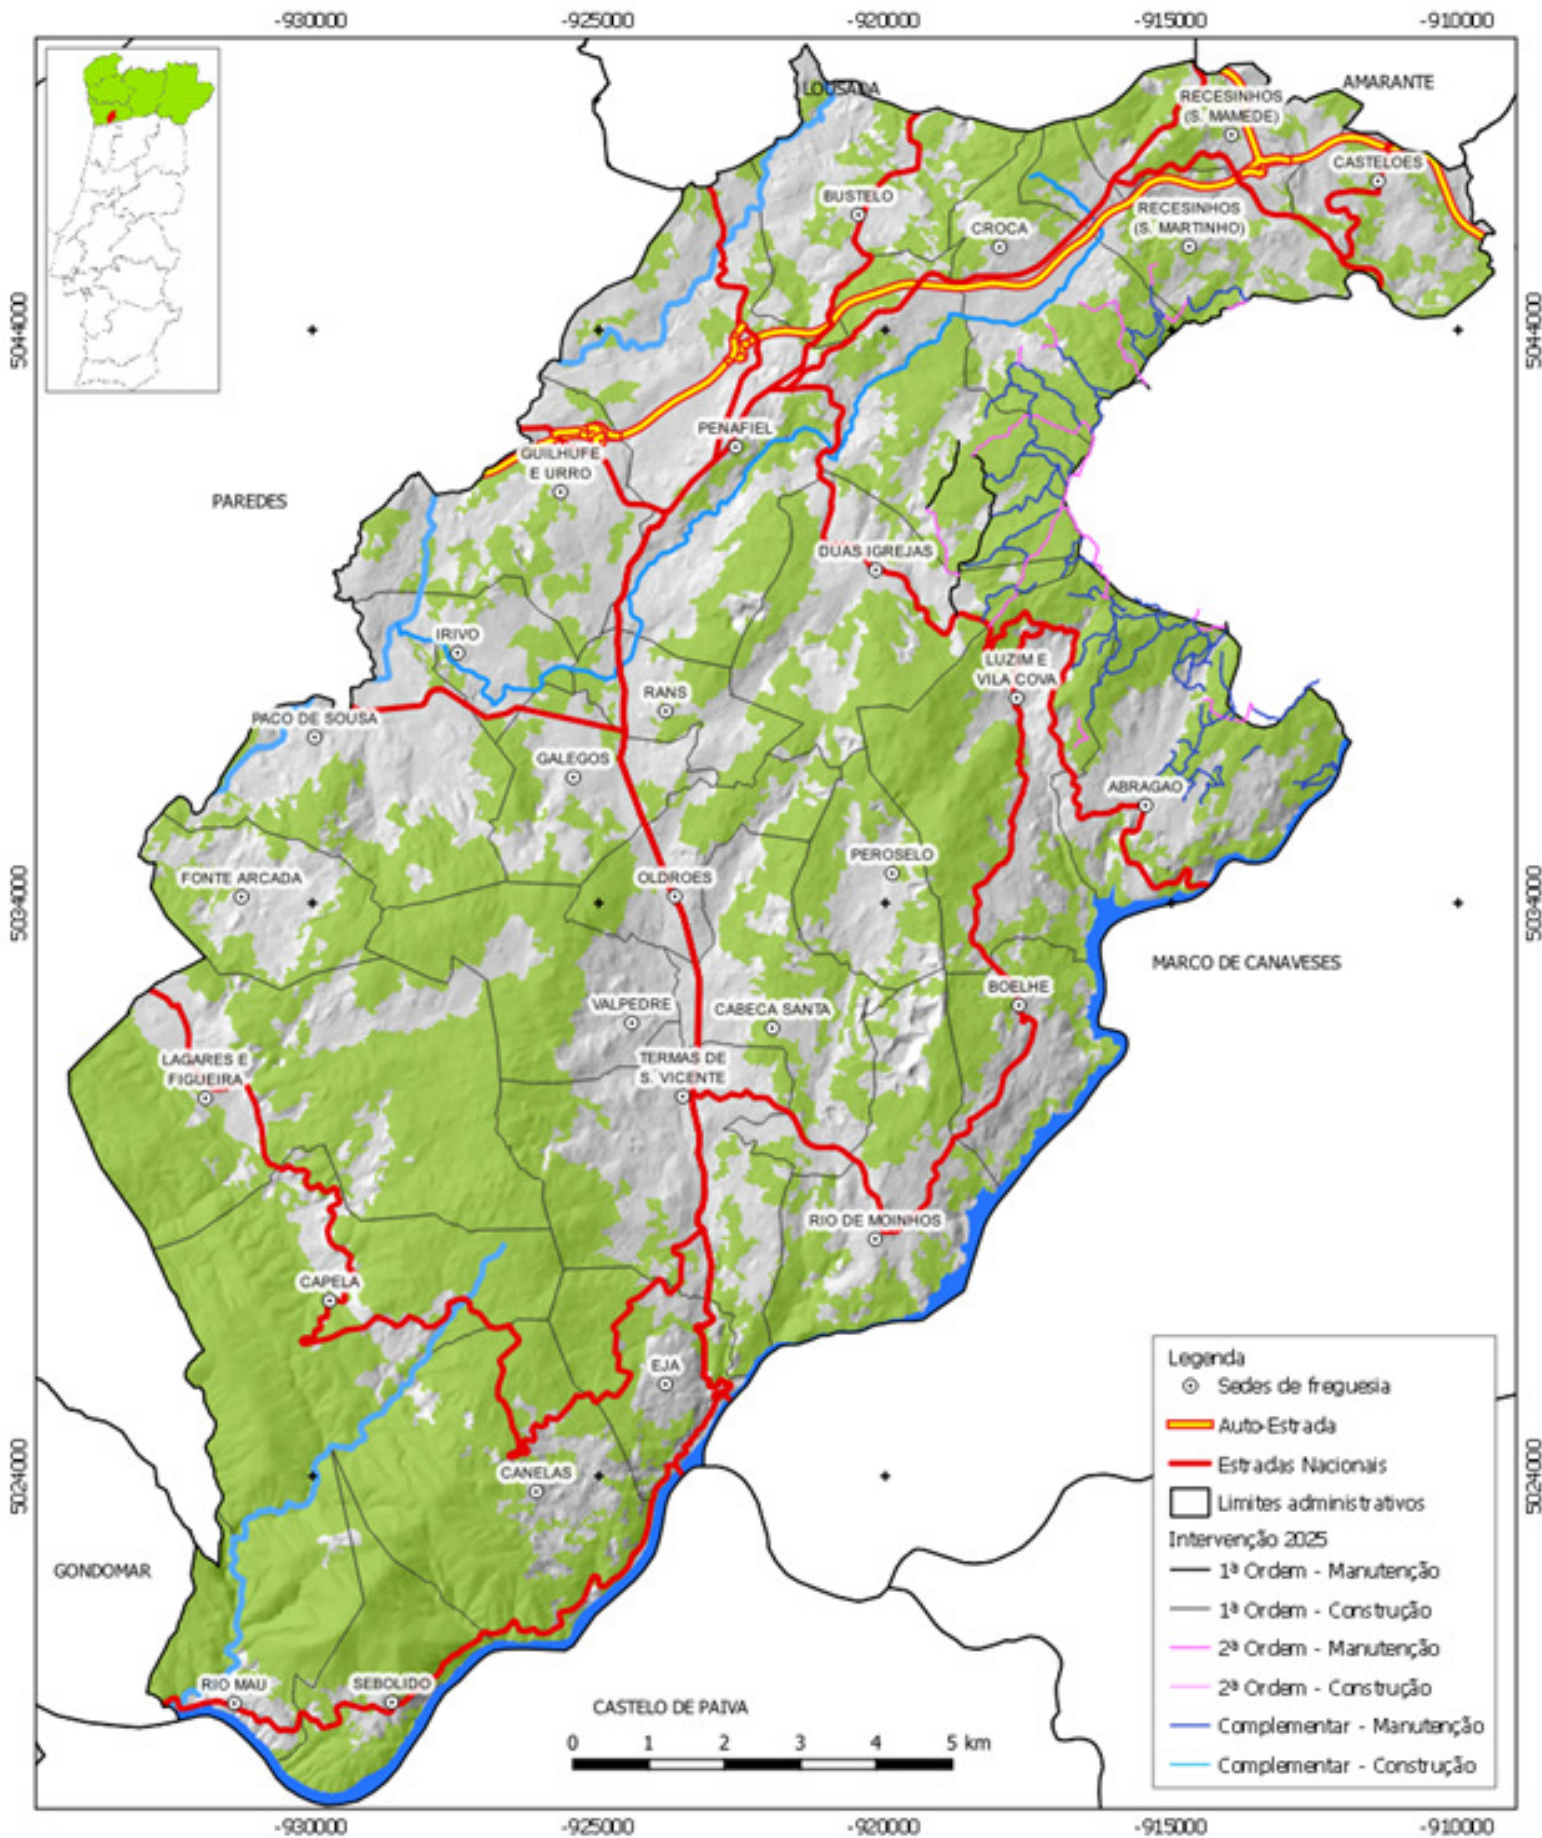 -930000
-925000
-920000
-915000
-910000
LOUSADA
AMARANTE
RECESINHOS
(S. MAMEDE)
CASTELOES
BUSTELO
RECESINHOS
(S. MARTINHO)
CROCA
5044000
5044000
PENAFIEL
GUILHUFE
E URRO
PAREDES
DUAS IGREJAS
IRIVO
LUZIM E
VILA COVA
RANS
PACO DE SOUSA
GALEGOS
ABRAGAO
PEROSELO
FONTE ARCADA
OLDROES
5034000
5034000
MARCO DE CANAVESES
BOELHE
VALPEDRE
CABECA SANTA
LAGARES E
FIGUEIRA
TERMAS DE
S. VICENTE
RIO DE MOINHOS
CAPELA
EJA
CANELAS
5024000
5024000
GONDOMAR
RIO MAU
SEBOLIDO
CASTELO DE PAIVA
0 1 2 3 4 5 km
Legenda
Sedes de freguesia
Auto-Estrada
Estradas Nacionais
Limites administrativos
Intervenção 2025
1ª Ordem - Manutenção
1ª Ordem - Construção
2ª Ordem - Manutenção
2ª Ordem - Construção
Complementar - Manutenção
Complementar - Construção
-930000
-925000
-920000
-915000
-910000